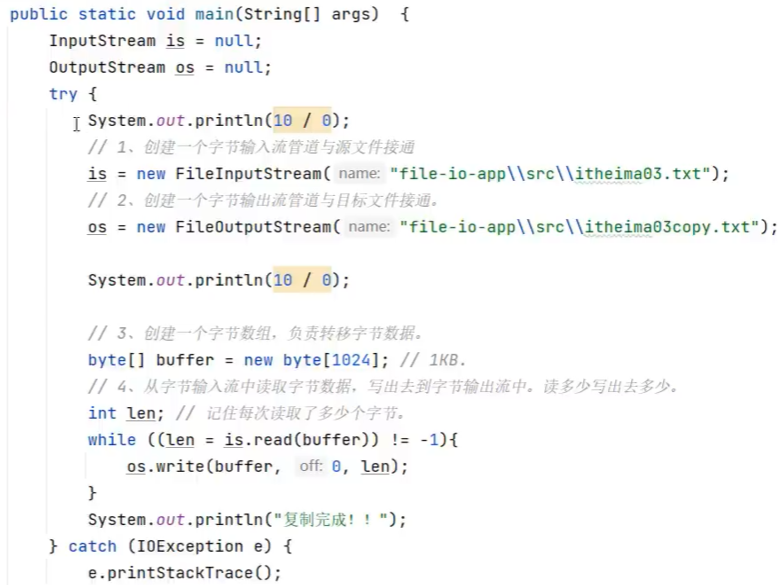 public static void main(String[] args)  {
    InputStream is = null;
    OutputStream os = null;
    try {
        System.out.println(10 / 0);
        // 1、创建一个字节输入流管道与源文件接通
        is = new FileInputStream( name: "file-io-app\\src\\itheima03.txt");
        // 2、创建一个字节输出流管道与目标文件接通。
        os = new FileOutputStream( name: "file-io-app\\src\\itheima03copy.txt");

        System.out.println(10 / 0);

        // 3、创建一个字节数组，负责转移字节数据。
        byte[] buffer = new byte[1024]; // 1KB.
        // 4、从字节输入流中读取字节数据，写出去到字节输出流中。读多少写出去多少。
        int len; // 记住每次读取了多少个字节。
        while ((len = is.read(buffer)) != -1){
            os.write(buffer, off: 0, len);
        }
        System.out.println("复制完成！！");
    } catch (IOException e) {
        e.printStackTrace();